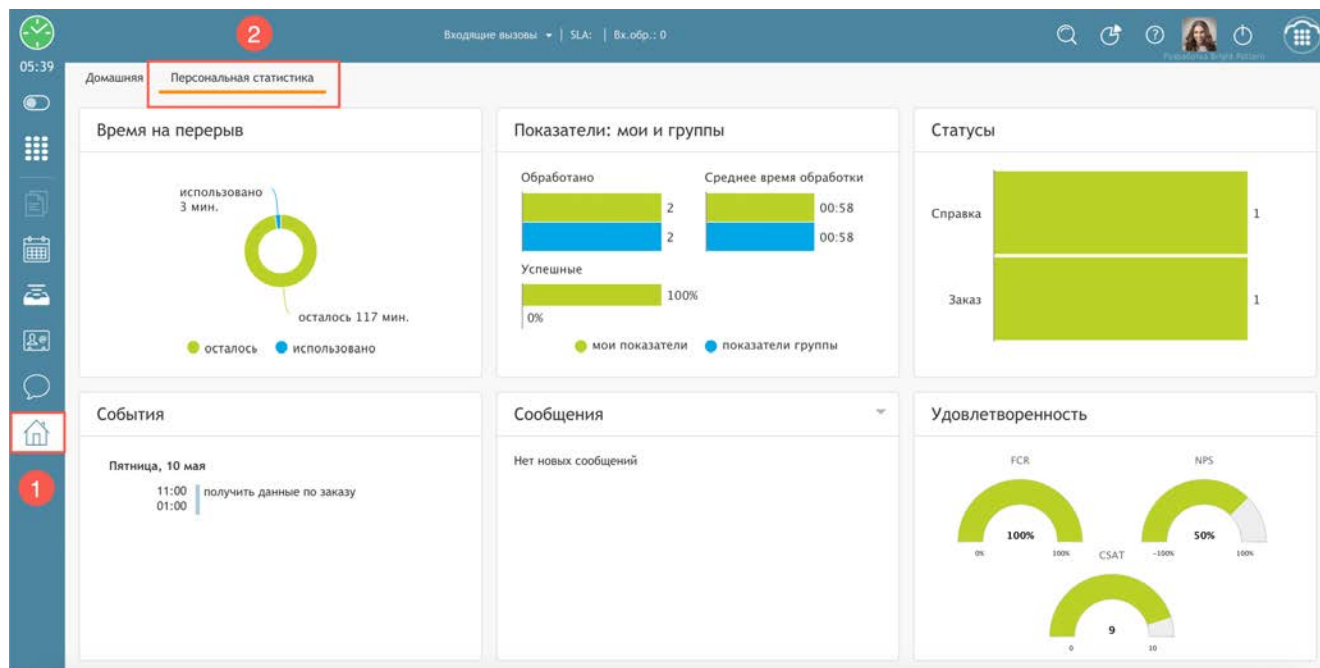 2
Входящие вызовы | SLA: | Вх.обр.: 0
05:39
Домашняя Персональная статистика
Время на перерыв
использовано
3 мин.
осталось 117 мин.
осталось использовано
Показатели: мои и группы
Обработано Среднее время обработки
2 00:58
2 00:58
Успешные
100%
0%
мои показатели показатели группы
Статусы
Справка 1
Заказ 1
События
Пятница, 10 мая
11:00 получить данные по заказу
01:00
Сообщения
Нет новых сообщений
Удовлетворенность
FCR NPS
100% 50%
0% 100% CSAT -100% 100%
9
0 10
1